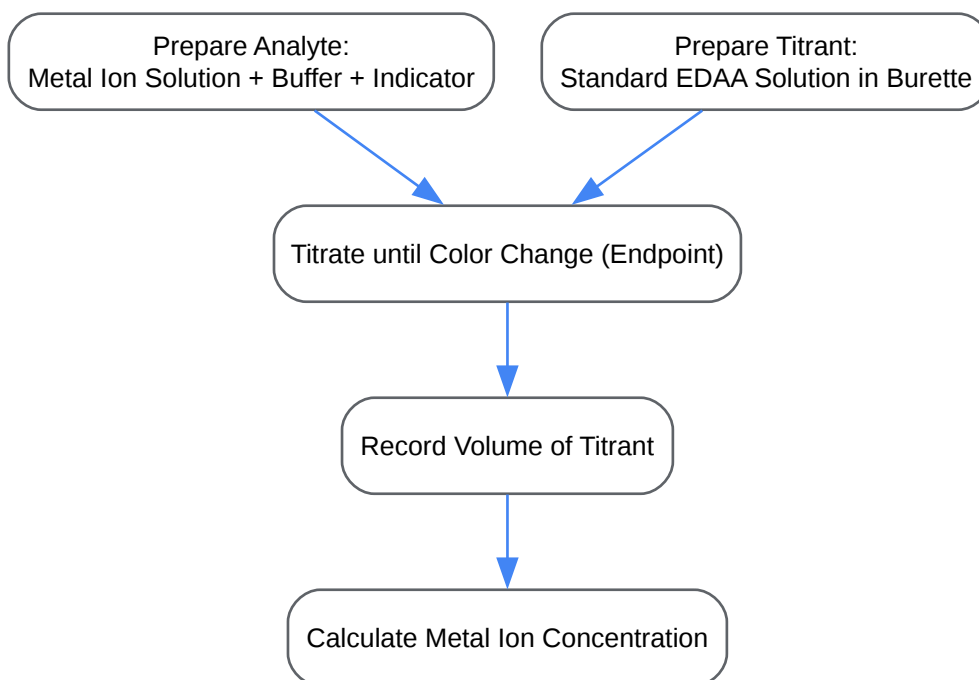 Prepare Analyte:
Metal Ion Solution + Buffer + Indicator
Prepare Titrant:
Standard EDAA Solution in Burette
Titrate until Color Change (Endpoint)
Record Volume of Titrant
Calculate Metal Ion Concentration